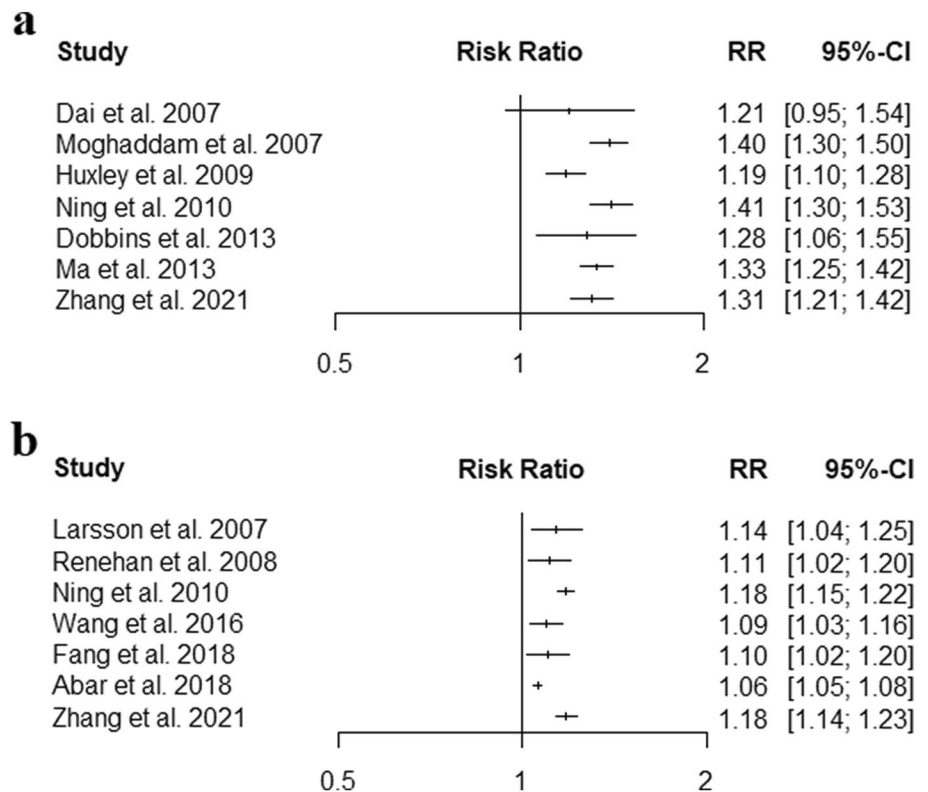 a
Study Risk Ratio RR 95%-CI
Dai et al. 2007 1.21 [0.95; 1.54]
Moghaddam et al. 2007 1.40 [1.30; 1.50]
Huxley et al. 2009 1.19 [1.10; 1.28]
Ning et al. 2010 1.41 [1.30; 1.53]
Dobbins et al. 2013 1.28 [1.06; 1.55]
Ma et al. 2013 1.33 [1.25; 1.42]
Zhang et al. 2021 1.31 [1.21; 1.42]
0.5 1 2
b
Study Risk Ratio RR 95%-CI
Larsson et al. 2007 1.14 [1.04; 1.25]
Renehan et al. 2008 1.11 [1.02; 1.20]
Ning et al. 2010 1.18 [1.15; 1.22]
Wang et al. 2016 1.09 [1.03; 1.16]
Fang et al. 2018 1.10 [1.02; 1.20]
Abar et al. 2018 1.06 [1.05; 1.08]
Zhang et al. 2021 1.18 [1.14; 1.23]
0.5 1 2